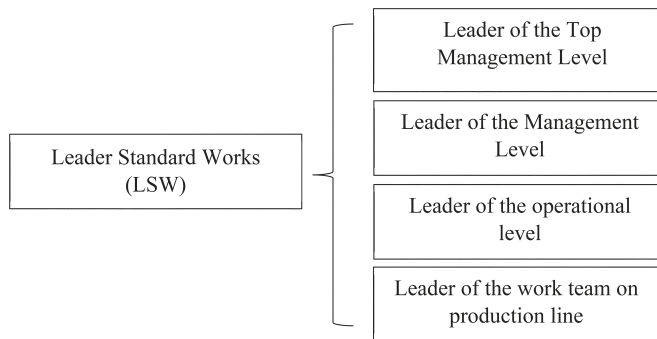 Leader of the Top
Management Level
Leader of the Management
Level
Leader Standard Works
(LSW)
Leader of the operational
level
Leader of the work team on
production line